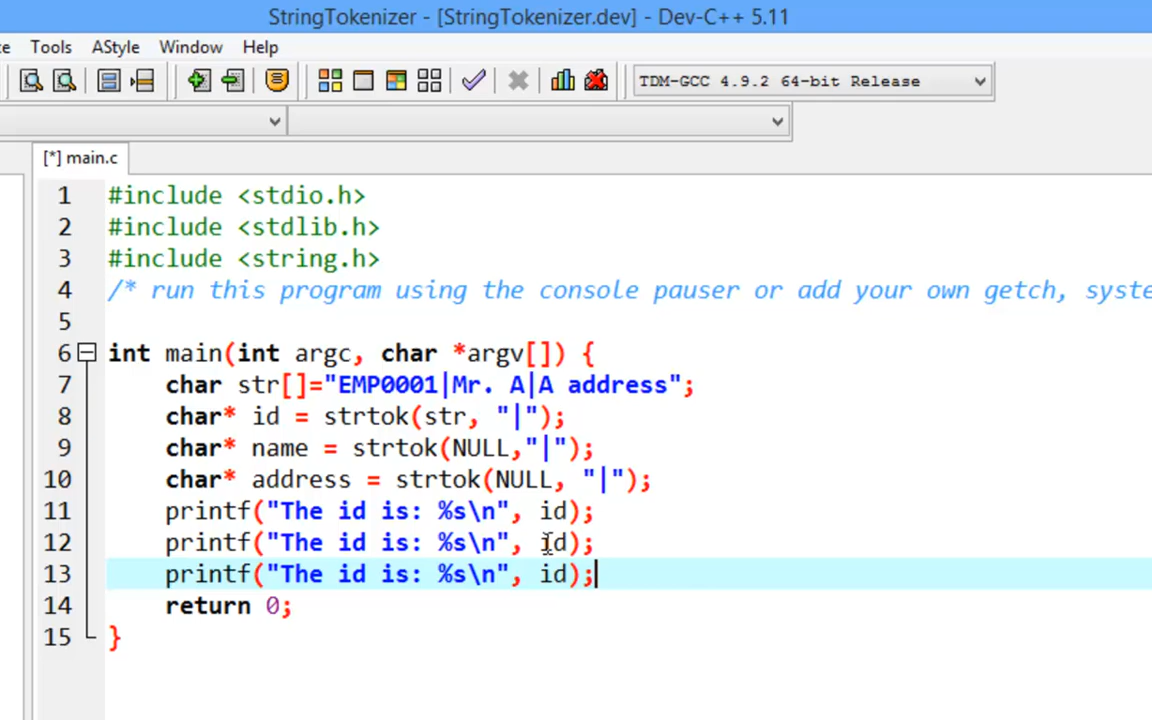 StringTokenizer - [StringTokenizer.dev] - Dev-C++ 5.11
Tools AStyle Window Help
TDM-GCC 4.9.2 64-bit Release
[*] main.c
1 #include <stdio.h>
2 #include <stdlib.h>
3 #include <string.h>
4 /* run this program using the console pauser or add your own getch, syste
5
6 int main(int argc, char *argv[]) {
7 char str[]="EMP0001|Mr. A|A address";
8 char* id = strtok(str, "|");
9 char* name = strtok(NULL,"|");
10 char* address = strtok(NULL, "|");
11 printf("The id is: %s\n", id);
12 printf("The id is: %s\n", id);
13 printf("The id is: %s\n", id);
14 return 0;
15 }